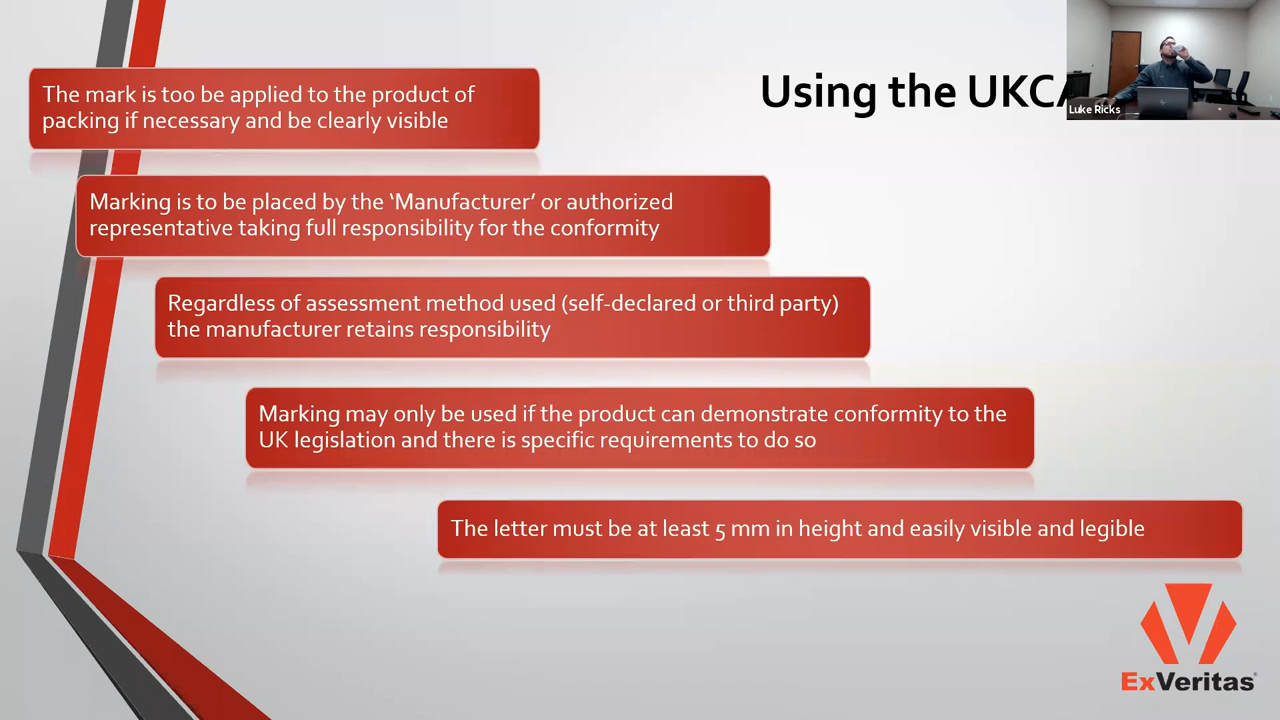 Using the UKCA
Luke Ricks
The mark is too be applied to the product of
packing if necessary and be clearly visible
Marking is to be placed by the ‘Manufacturer’ or authorized
representative taking full responsibility for the conformity
Regardless of assessment method used (self-declared or third party)
the manufacturer retains responsibility
Marking may only be used if the product can demonstrate conformity to the
UK legislation and there is specific requirements to do so
The letter must be at least 5 mm in height and easily visible and legible
ExVeritas